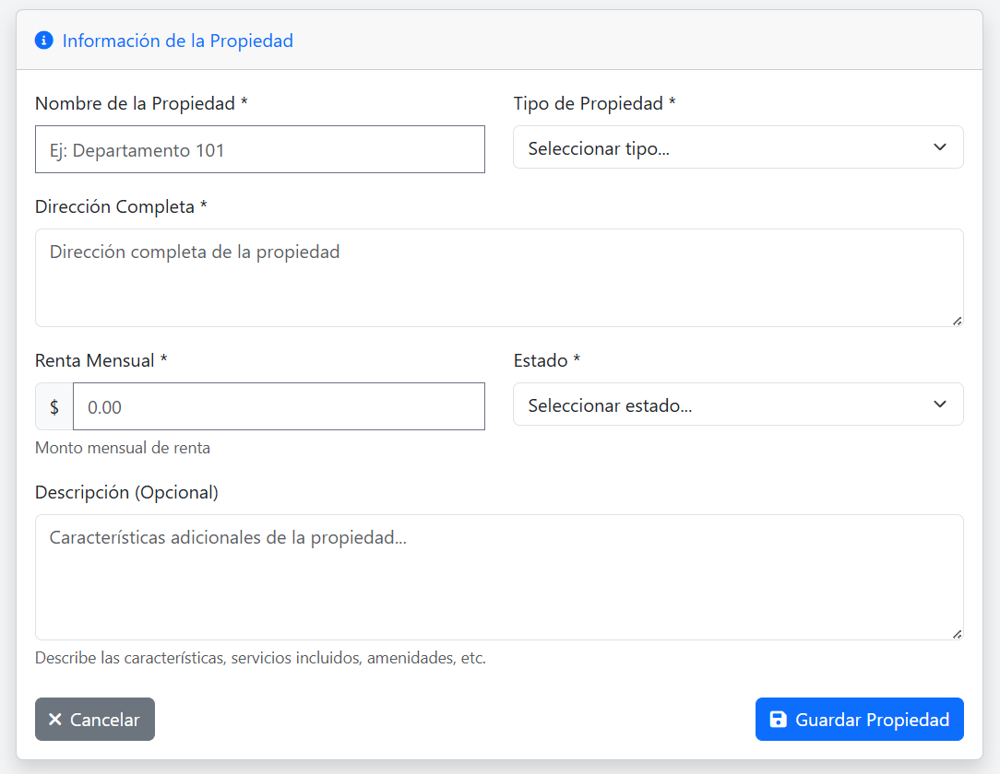 Información de la Propiedad
Nombre de la Propiedad *
Tipo de Propiedad *
Ej: Departamento 101
Seleccionar tipo...
Dirección Completa *
Dirección completa de la propiedad
Renta Mensual *
Estado *
$ 0.00
Seleccionar estado...
Monto mensual de renta
Descripción (Opcional)
Características adicionales de la propiedad...
Describe las características, servicios incluidos, amenidades, etc.
Cancelar
Guardar Propiedad